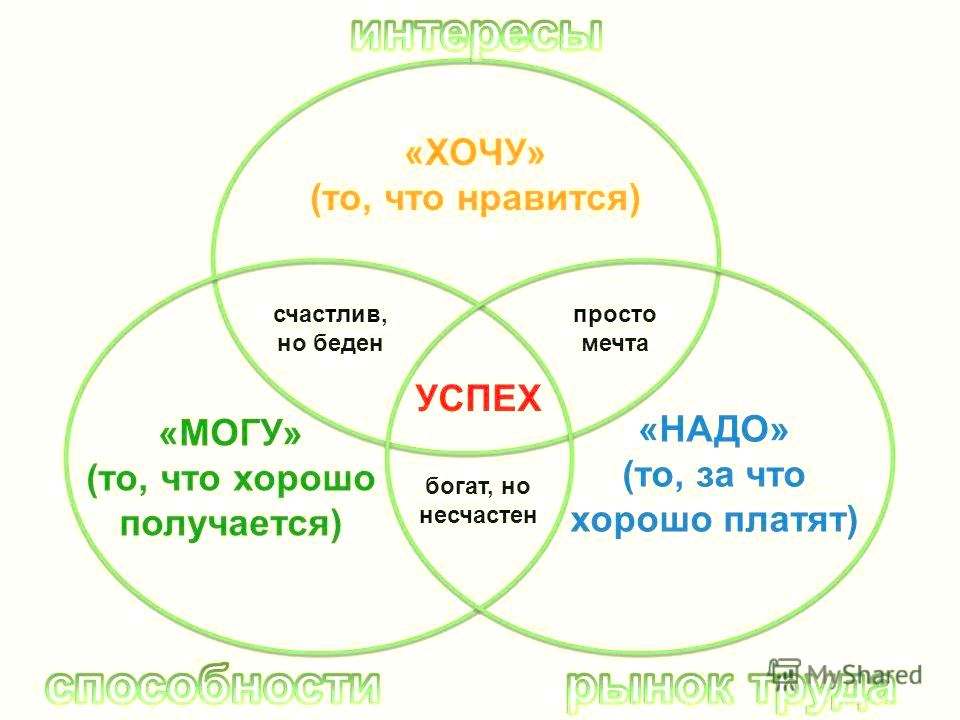 интересы
«ХОЧУ»
(то, что нравится)
счастлив,
но беден
просто
мечта
УСПЕХ
«МОГУ»
(то, что хорошо
получается)
«НАДО»
(то, за что
хорошо платят)
богат, но
несчастен
способности
рынок труда
MyShared